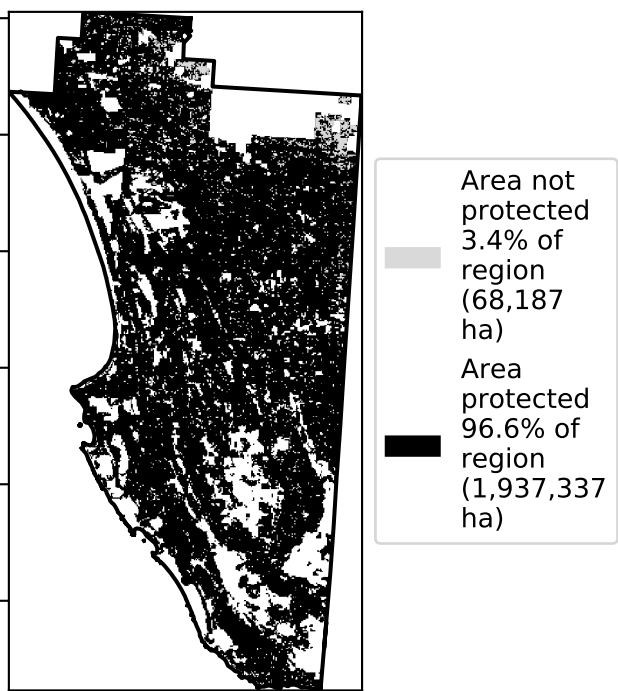 Area not
protected
3.4% of
region
(68,187
ha)
Area
protected
96.6% of
region
(1,937,337
ha)